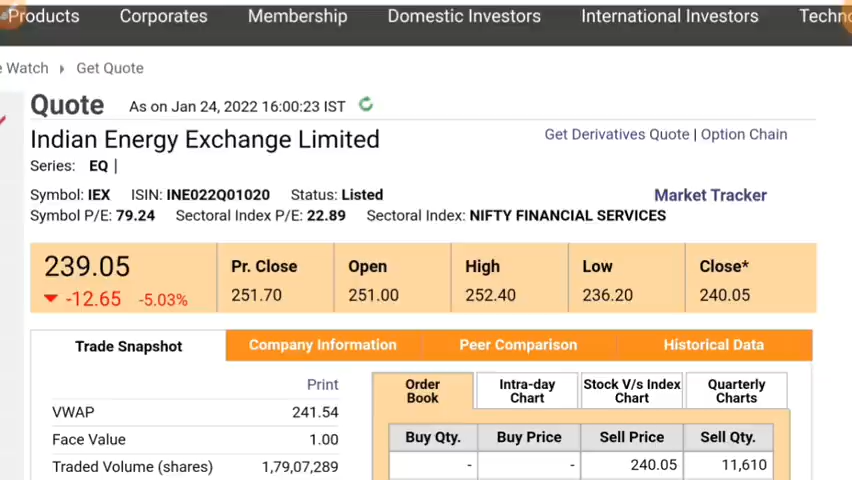 Products Corporates Membership Domestic Investors International Investors
Watch Get Quote
Quote As on Jan 24, 2022 16:00:23 IST
Indian Energy Exchange Limited
Get Derivatives Quote | Option Chain
Series: EQ |
Symbol: IEX ISIN: INE022Q01020 Status: Listed
Market Tracker
Symbol P/E: 79.24 Sectoral Index P/E: 22.89 Sectoral Index: NIFTY FINANCIAL SERVICES
239.05 Pr. Close Open High Low Close*
-12.65 -5.03% 251.70 251.00 252.40 236.20 240.05
Trade Snapshot Company Information Peer Comparison Historical Data
Print
VWAP 241.54
Face Value 1.00
Traded Volume (shares) 1,79,07,289
Order Book
Intra-day Chart
Stock V/s Index Chart
Quarterly Charts
Buy Qty. Buy Price Sell Price Sell Qty.
- - 240.05 11,610